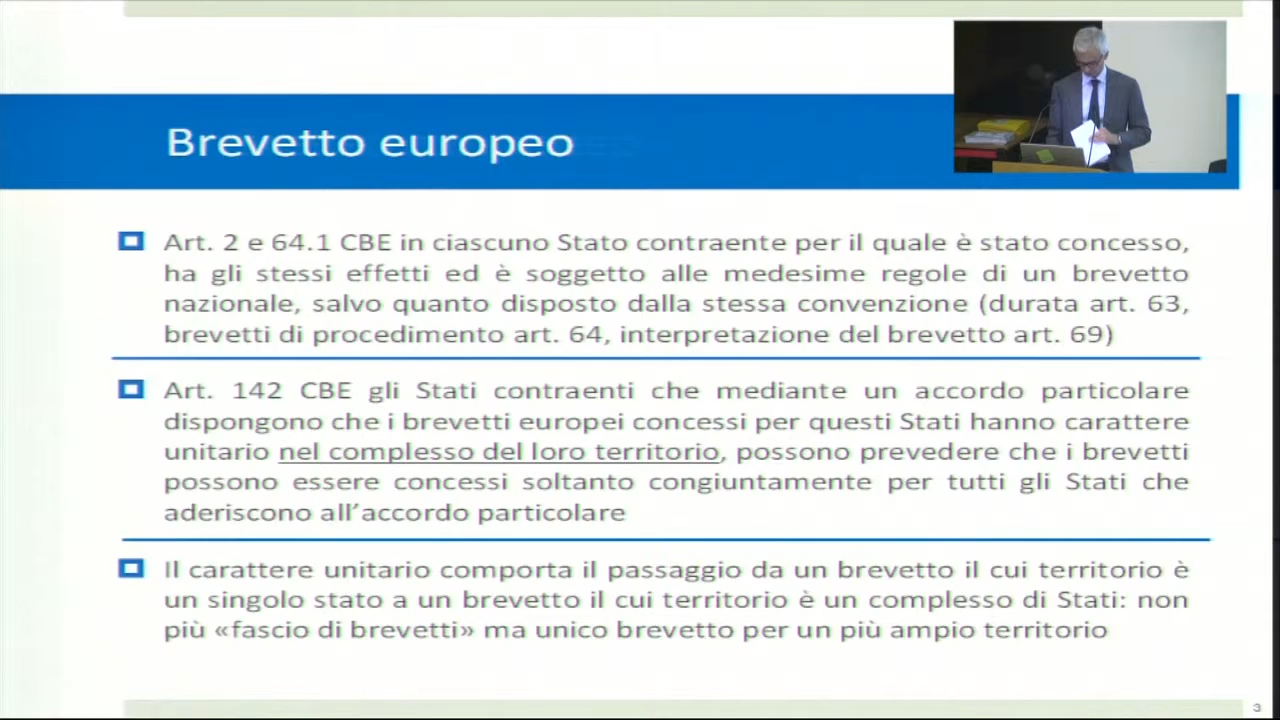 Brevetto europeo
Art. 2 e 64.1 CBE in ciascuno Stato contraente per il quale è stato concesso,
ha gli stessi effetti ed è soggetto alle medesime regole di un brevetto
nazionale, salvo quanto disposto dalla stessa convenzione (durata art. 63,
brevetti di procedimento art. 64, interpretazione del brevetto art. 69)
Art. 142 CBE gli Stati contraenti che mediante un accordo particolare
dispongono che i brevetti europei concessi per questi Stati hanno carattere
unitario nel complesso del loro territorio, possono prevedere che i brevetti
possono essere concessi soltanto congiuntamente per tutti gli Stati che
aderiscono all’accordo particolare
Il carattere unitario comporta il passaggio da un brevetto il cui territorio è
un singolo stato a un brevetto il cui territorio è un complesso di Stati: non
più «fascio di brevetti» ma unico brevetto per un più ampio territorio
3